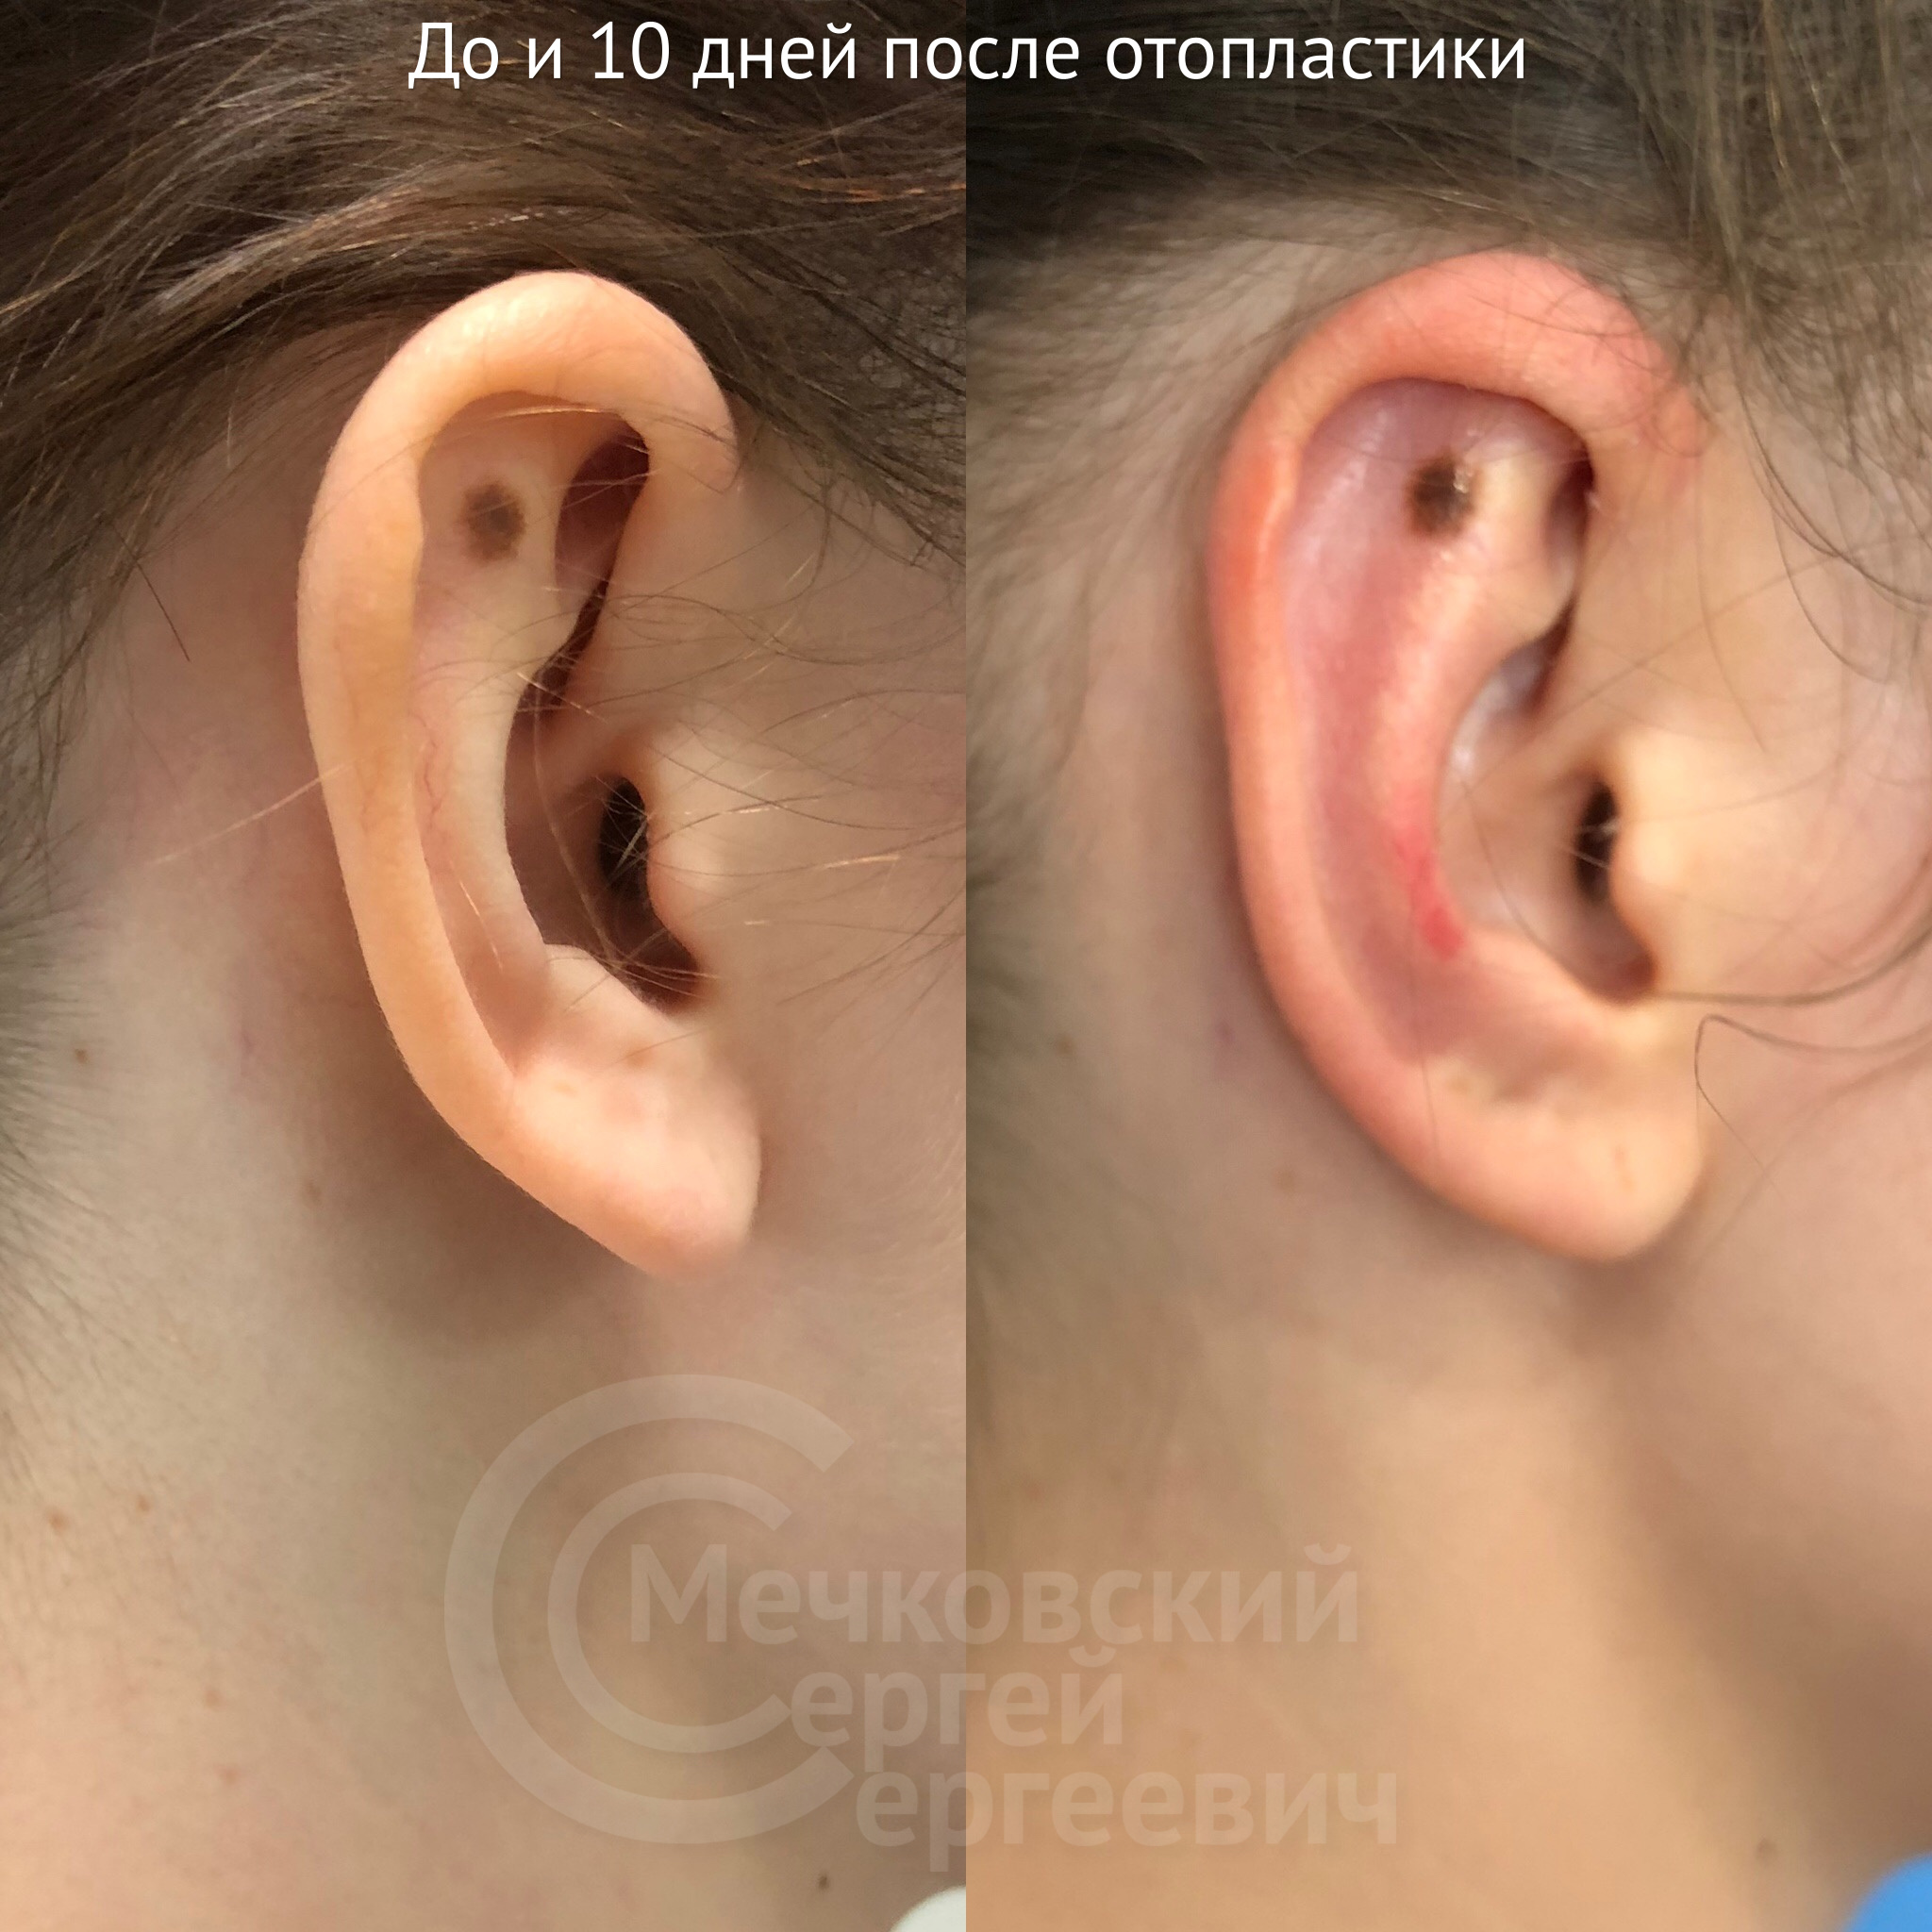 До и 10 дней после отопластики
Мечковский
Сергей
Сергеевич